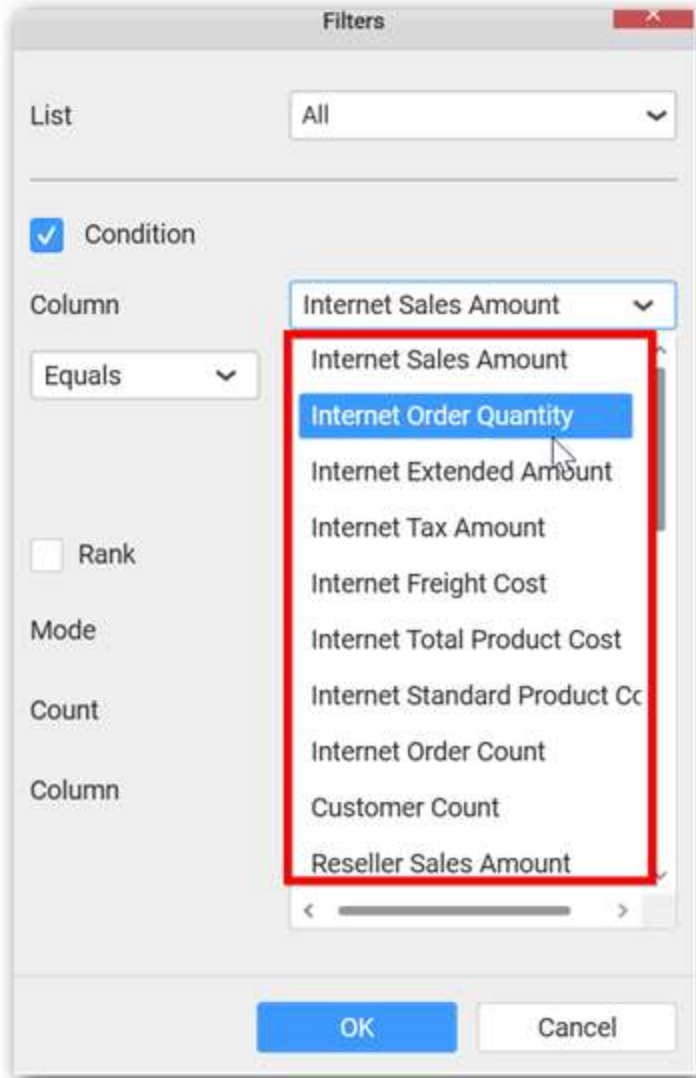 Filters
List
All
Condition
Column
Internet Sales Amount
Equals
Internet Sales Amount
Internet Order Quantity
Internet Extended Amount
Internet Tax Amount
Rank
Internet Freight Cost
Mode
Internet Total Product Cost
Count
Internet Standard Product Co
Internet Order Count
Column
Customer Count
Reseller Sales Amount
OK
Cancel